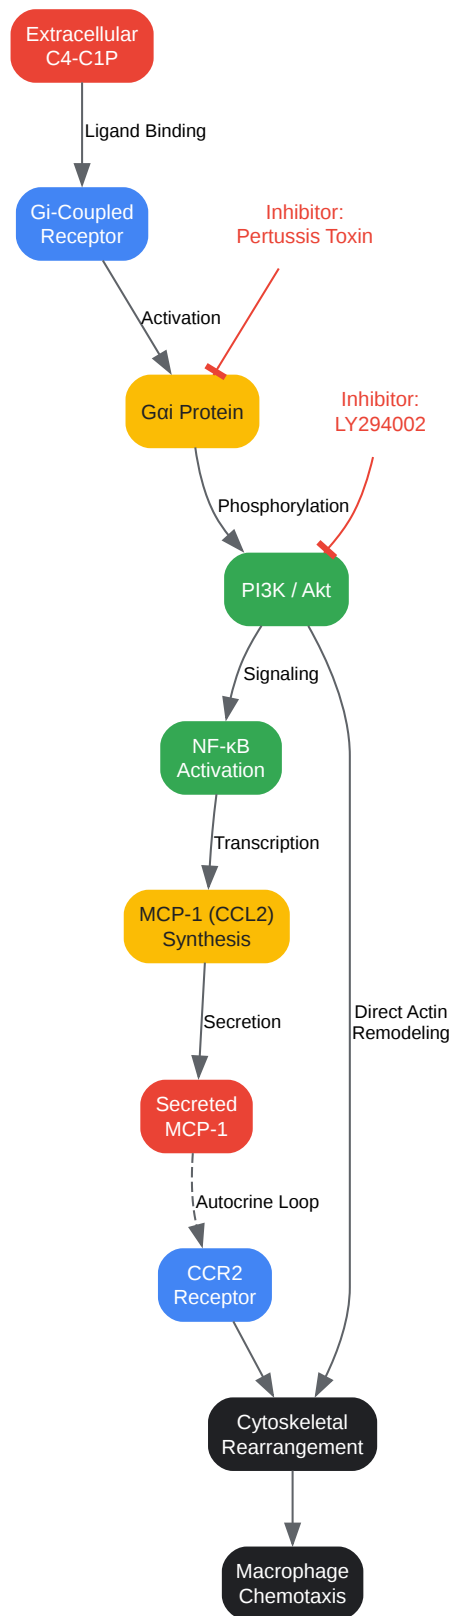 Extracellular
C4-C1P
Ligand Binding
Gi-Coupled
Receptor
Inhibitor:
Pertussis Toxin
Activation
Gαi Protein
Inhibitor:
LY294002
Phosphorylation
PI3K / Akt
Signaling
NF-κB
Activation
Transcription
MCP-1 (CCL2)
Synthesis
Direct Actin
Remodeling
Secretion
Secreted
MCP-1
Autocrine Loop
CCR2
Receptor
Cytoskeletal
Rearrangement
Macrophage
Chemotaxis